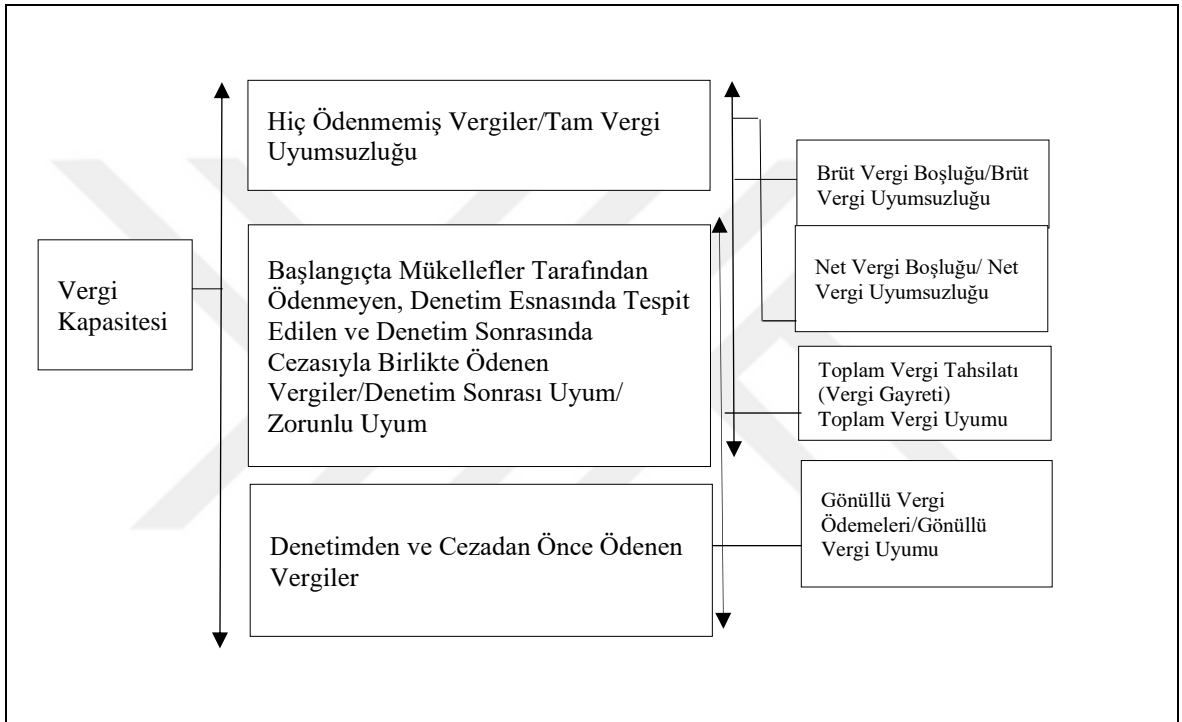 Vergi
Kapasitesi
Hiç Ödenmemiş Vergiler/Tam Vergi
Uyumsuzluğu
Başlangıçta Mükellefler Tarafından
Ödenmeyen, Denetim Esnasında Tespit
Edilen ve Denetim Sonrasında
Cezasıyla Birlikte Ödenen
Vergiler/Denetim Sonrası Uyum/
Zorunlu Uyum
Denetimden ve Cezadan Önce Ödenen
Vergiler
Brüt Vergi Boşluğu/Brüt
Vergi Uyumsuzluğu
Net Vergi Boşluğu/ Net
Vergi Uyumsuzluğu
Toplam Vergi Tahsilatı
(Vergi Gayreti)
Toplam Vergi Uyumu
Gönüllü Vergi
Ödemeleri/Gönüllü
Vergi Uyumu